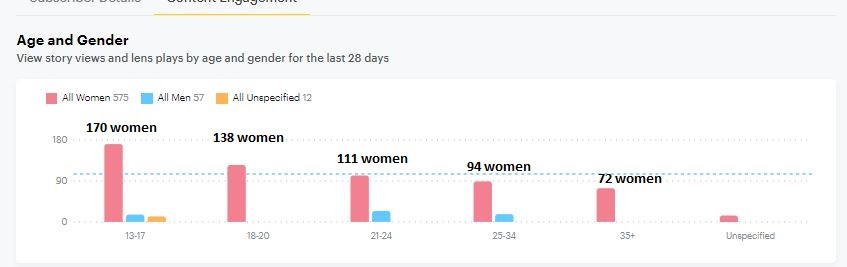 Subscriber Details Content Engagement
Age and Gender
View story views and lens plays by age and gender for the last 28 days
All Women 575 All Men 57 All Unspecified 12
170 women
138 women
111 women
94 women
72 women
180
90
0
13-17 18-20 21-24 25-34 35+ Unspecified